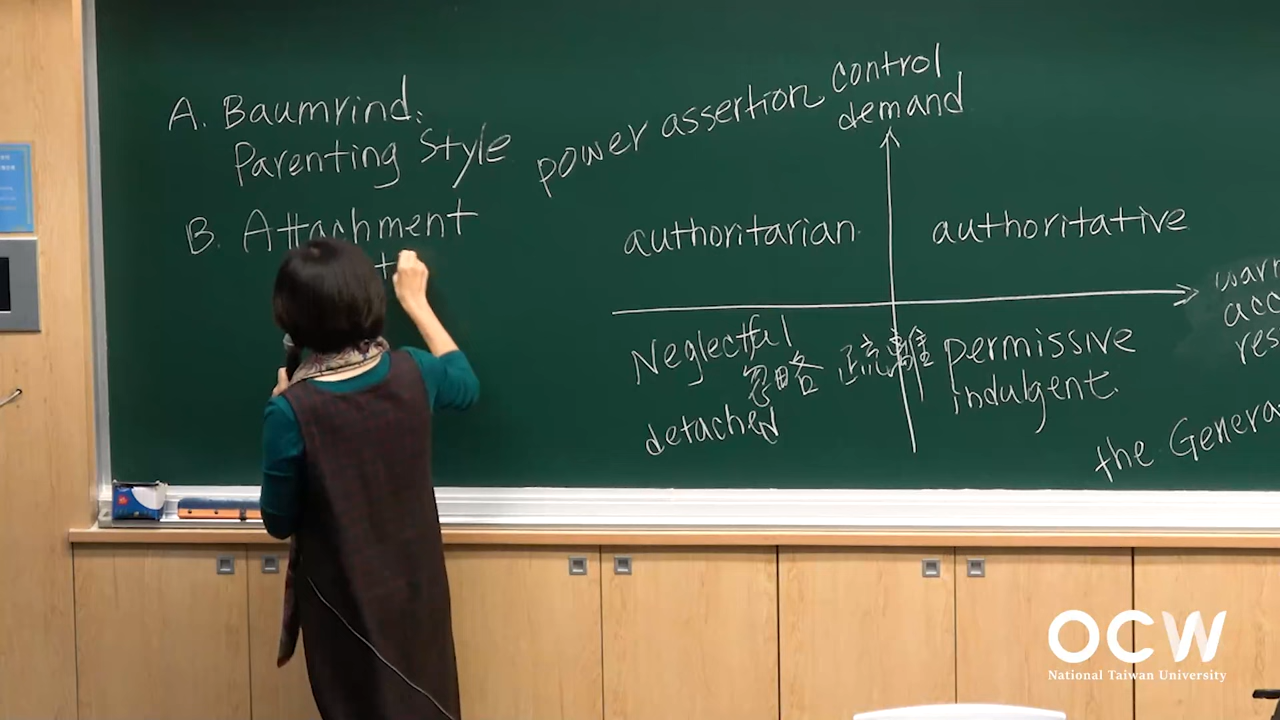 A. Baumrind:
Parenting Style
B. Attachment
power assertion
control,
demand
authoritarian
authoritative
Neglectful
忽略 疏離
detached
permissive
indulgent.
the
OCW
National Taiwan University